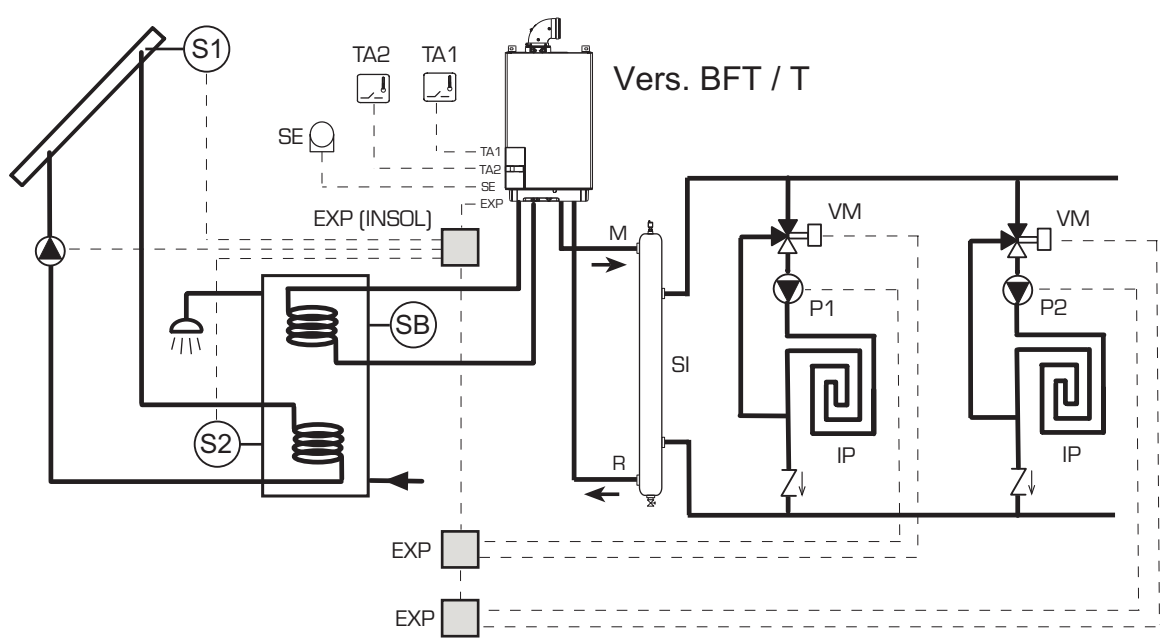 S1
TA2 TA1
Vers. BFT / T
SE
TA1
TA2
SE
EXP
EXP (INSOL)
M
VM
VM
SB
P1
P2
SI
S2
IP
IP
R
EXP
EXP